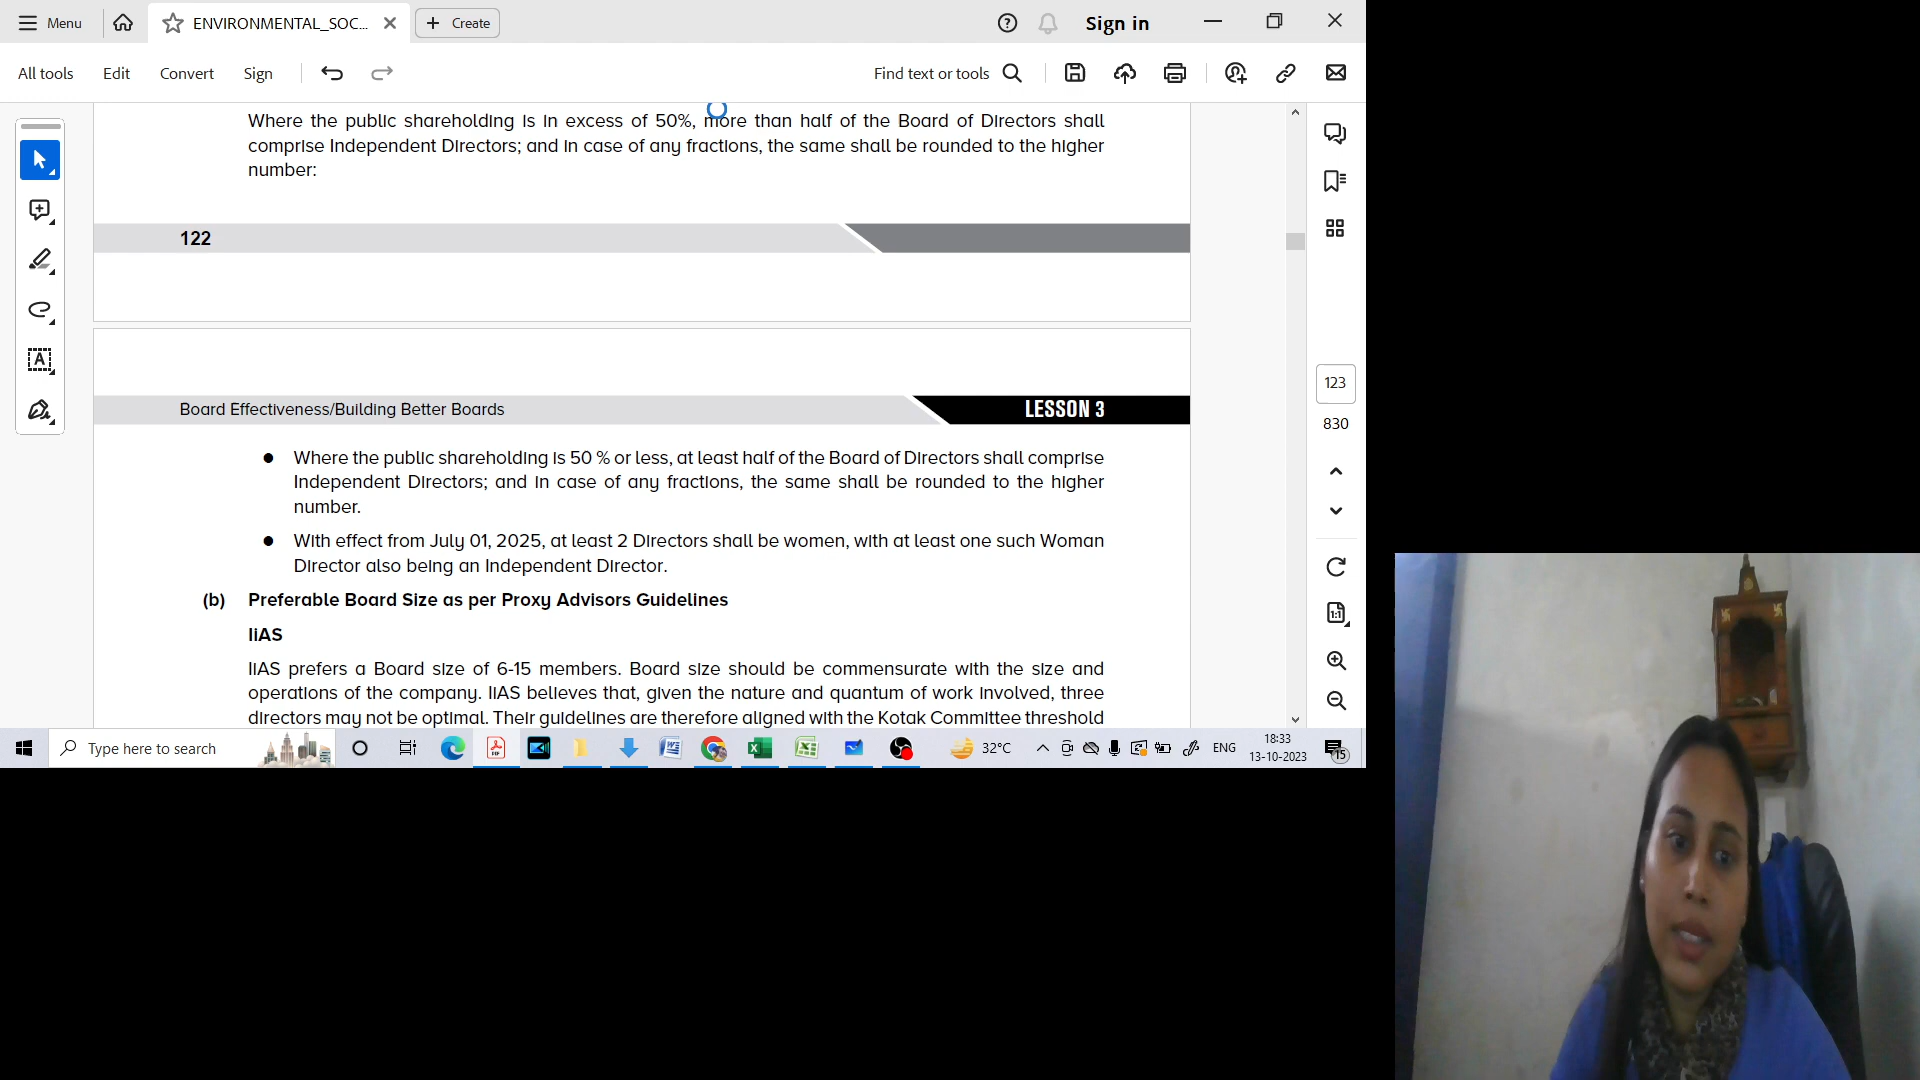 Menu
ENVIRONMENTAL_SOC...
Create
Sign in
All tools
Edit
Convert
Sign
Find text or tools
Where the public shareholding is in excess of 50%, more than half of the Board of Directors shall
comprise Independent Directors; and in case of any fractions, the same shall be rounded to the higher
number:
122
Board Effectiveness/Building Better Boards
LESSON 3
● Where the public shareholding is 50 % or less, at least half of the Board of Directors shall comprise
Independent Directors; and in case of any fractions, the same shall be rounded to the higher
number.
● With effect from July 01, 2025, at least 2 Directors shall be women, with at least one such Woman
Director also being an Independent Director.
(b) Preferable Board Size as per Proxy Advisors Guidelines
IiAS
IiAS prefers a Board size of 6-15 members. Board size should be commensurate with the size and
operations of the company. IiAS believes that, given the nature and quantum of work involved, three
directors may not be optimal. Their guidelines are therefore aligned with the Kotak Committee threshold
123
830
Type here to search
32°C
ENG
18:33
13-10-2023
15